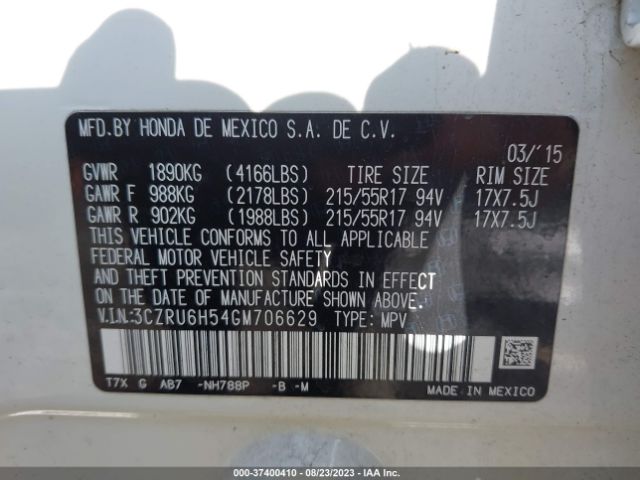 MFD.BY HONDA DE MEXICO S.A. DE C.V.
03/'15
GVWR 1890KG (4166LBS) TIRE SIZE RIM SIZE
GAWR F 988KG (2178LBS) 215/55R17 94V 17X7.5J
GAWR R 902KG (1988LBS) 215/55R17 94V 17X7.5J
THIS VEHICLE CONFORMS TO ALL APPLICABLE
FEDERAL MOTOR VEHICLE SAFETY
AND THEFT PREVENTION STANDARDS IN EFFECT
ON THE DATE OF MANUFACTURE SHOWN ABOVE.
V.I.N.:3CZRU6H54GM706629 TYPE: MPV
T7X G AB7 -NH788P -B -M
MADE IN MEXICO
000-37400410 - 08/23/2023 - IAAI.COM